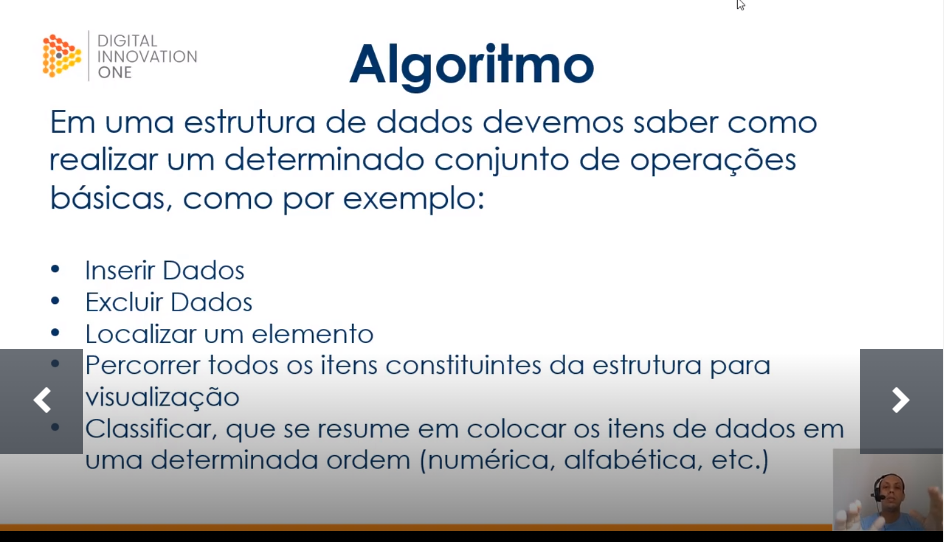 DIGITAL
INNOVATION
ONE
Algoritmo
Em uma estrutura de dados devemos saber como
realizar um determinado conjunto de operações
básicas, como por exemplo:
• Inserir Dados
• Excluir Dados
• Localizar um elemento
• Percorrer todos os itens constituintes da estrutura para
visualização
• Classificar, que se resume em colocar os itens de dados em
uma determinada ordem (numérica, alfabética, etc.)